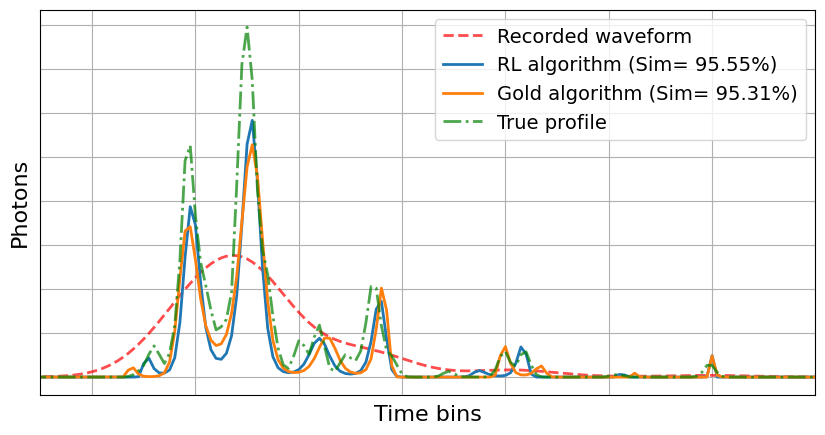 Recorded waveform
RL algorithm (Sim= 95.55%)
Gold algorithm (Sim= 95.31%)
True profile
Photons
Time bins